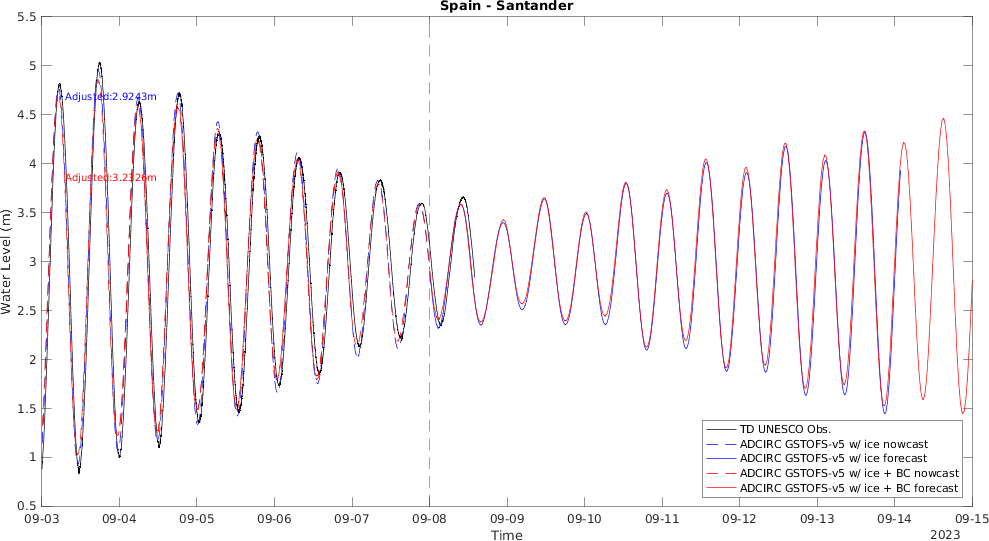 Spain - Santander
5.5
5
4.5
4
3.5
3
2.5
2
1.5
1
0.5
Water Level (m)
Adjusted:2.9243m
Adjusted:3.2326m
TD UNESCO Obs.
ADCIRC GSTOFS-v5 w/ ice nowcast
ADCIRC GSTOFS-v5 w/ ice forecast
ADCIRC GSTOFS-v5 w/ ice + BC nowcast
ADCIRC GSTOFS-v5 w/ ice + BC forecast
09-03 09-04 09-05 09-06 09-07 09-08 09-09 09-10 09-11 09-12 09-13 09-14 09-15
Time
2023